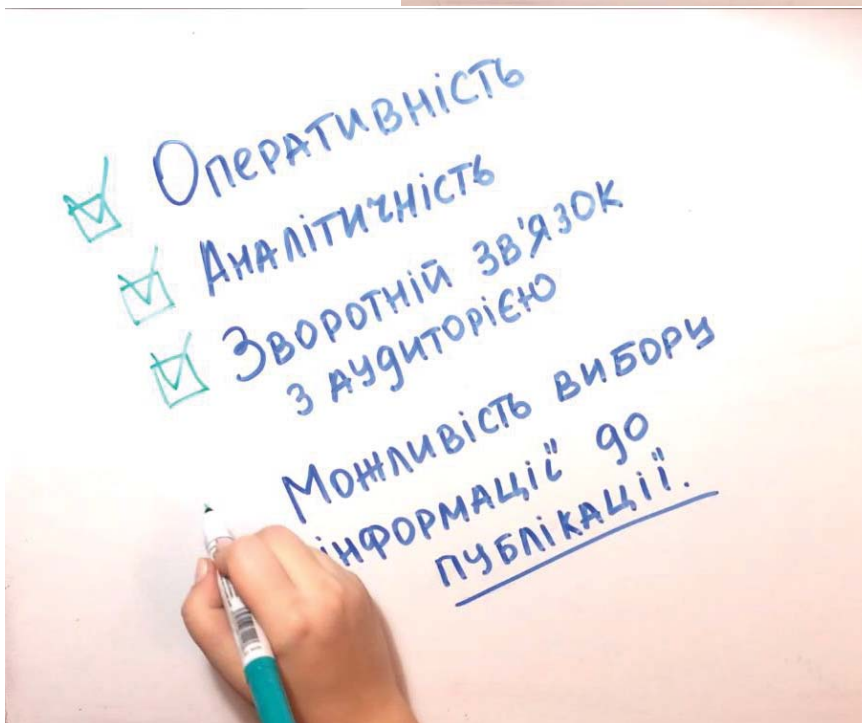 Оперативність
Аналітичність
Зворотній зв'язок
з аудиторією
Можливість вибору
інформації до
публікації.